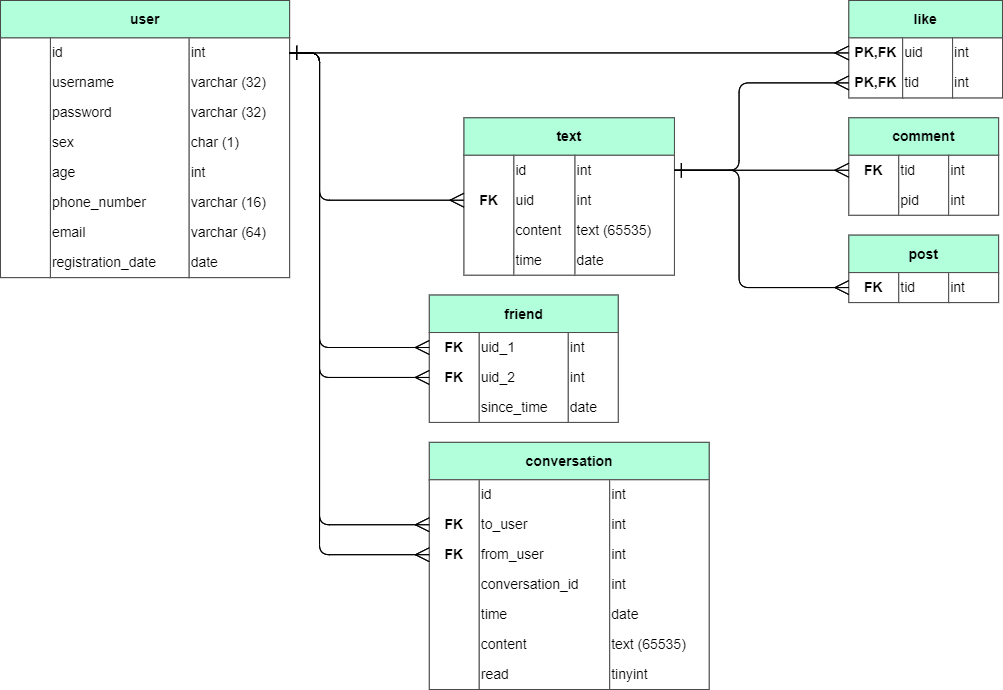 user
id int
username varchar (32)
password varchar (32)
sex char (1)
age int
phone_number varchar (16)
email varchar (64)
registration_date date
like
PK,FK uid int
PK,FK tid int
text
id int
FK uid int
content text (65535)
time date
comment
FK tid int
pid int
post
FK tid int
friend
FK uid_1 int
FK uid_2 int
since_time date
conversation
id int
FK to_user int
FK from_user int
conversation_id int
time date
content text (65535)
read tinyint